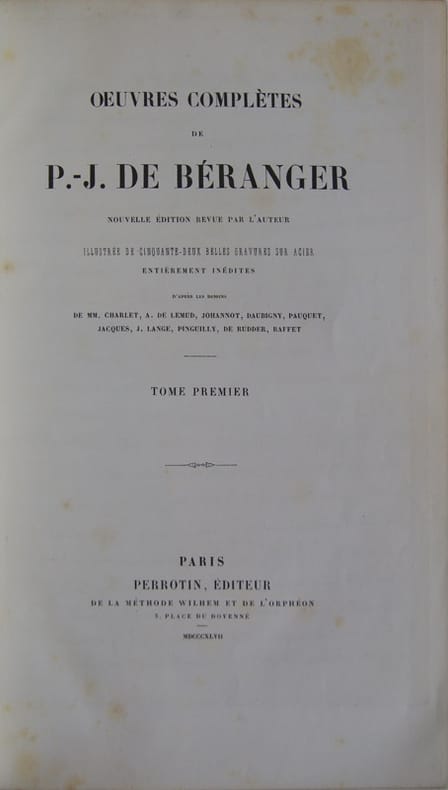 OEUVRES COMPLÈTES
DE
P.-J. DE BÉRANGER
NOUVELLE ÉDITION REVUE PAR L'AUTEUR
ILLUSTRÉE DE CINQUANTE-DEUX BELLES GRAVURES SUR ACIER
ENTIÈREMENT INÉDITES
D'APRÈS LES DESSINS
DE MM. CHARLET, A. DE LEMUD, JOHANNOT, DAUBIGNY, PAUQUET,
JACQUES, J. LANGE, PINGUILLY, DE RUDDER, RAFFET
TOME PREMIER
PARIS
PERROTIN, ÉDITEUR
DE LA MÉTHODE WILHEM ET DE L'ORPHÉON
3, PLACE DU DOYENNÉ
MDCCCXLVII